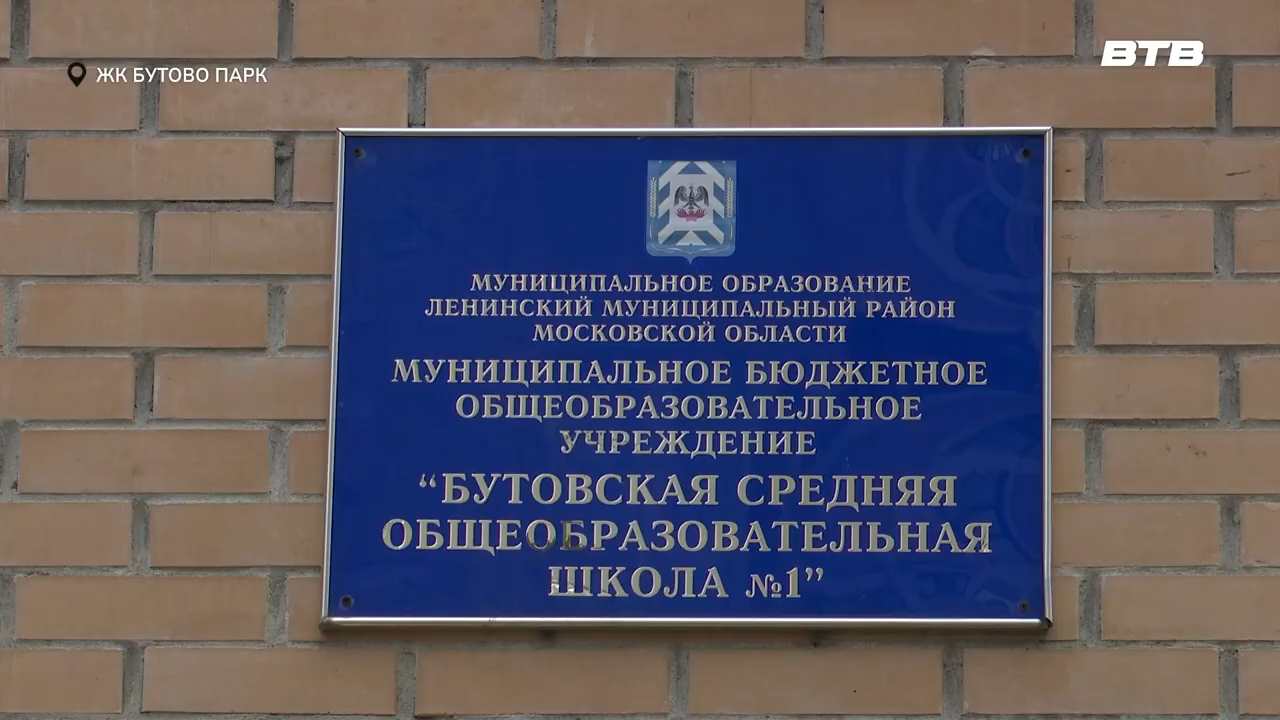 ЖК БУТОВО ПАРК
ВТВ
МУНИЦИПАЛЬНОЕ ОБРАЗОВАНИЕ
ЛЕНИНСКИЙ МУНИЦИПАЛЬНЫЙ РАЙОН
МОСКОВСКОЙ ОБЛАСТИ
МУНИЦИПАЛЬНОЕ БЮДЖЕТНОЕ
ОБЩЕОБРАЗОВАТЕЛЬНОЕ
УЧРЕЖДЕНИЕ
“БУТОВСКАЯ СРЕДНЯЯ
ОБЩЕОБРАЗОВАТЕЛЬНАЯ
ШКОЛА №1”